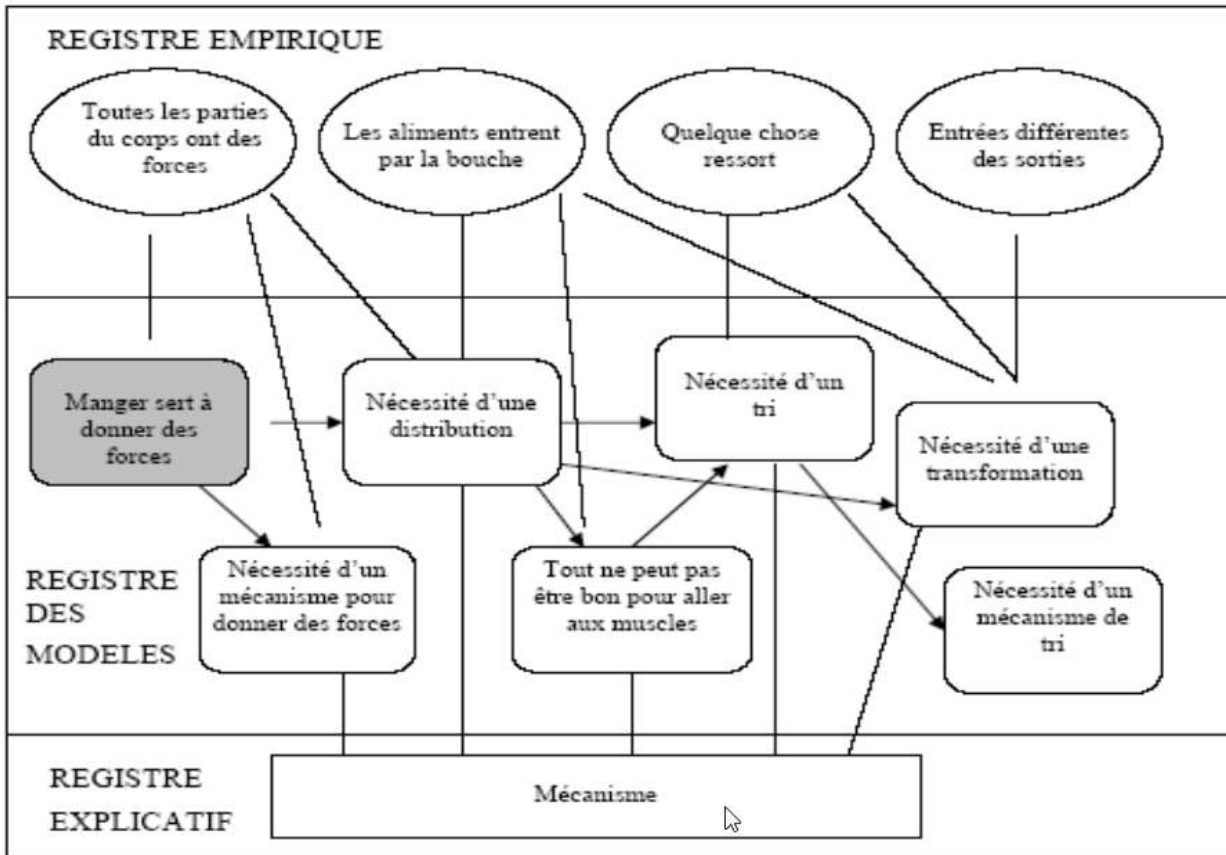 REGISTRE EMPIRIQUE
Toutes les parties
du corps ont des
forces
Les aliments entrent
par la bouche
Quelque chose
ressort
Entrées différentes
des sorties
Manger sert à
donner des
forces
Nécessité d'une
distribution
Nécessité d'un
tri
Nécessité d'une
transformation
REGISTRE
DES
MODELES
Nécessité d'un
mécanisme pour
donner des forces
Tout ne peut pas
être bon pour aller
aux muscles
Nécessité d'un
mécanisme de
tri
REGISTRE
EXPLICATIF
Mécanisme